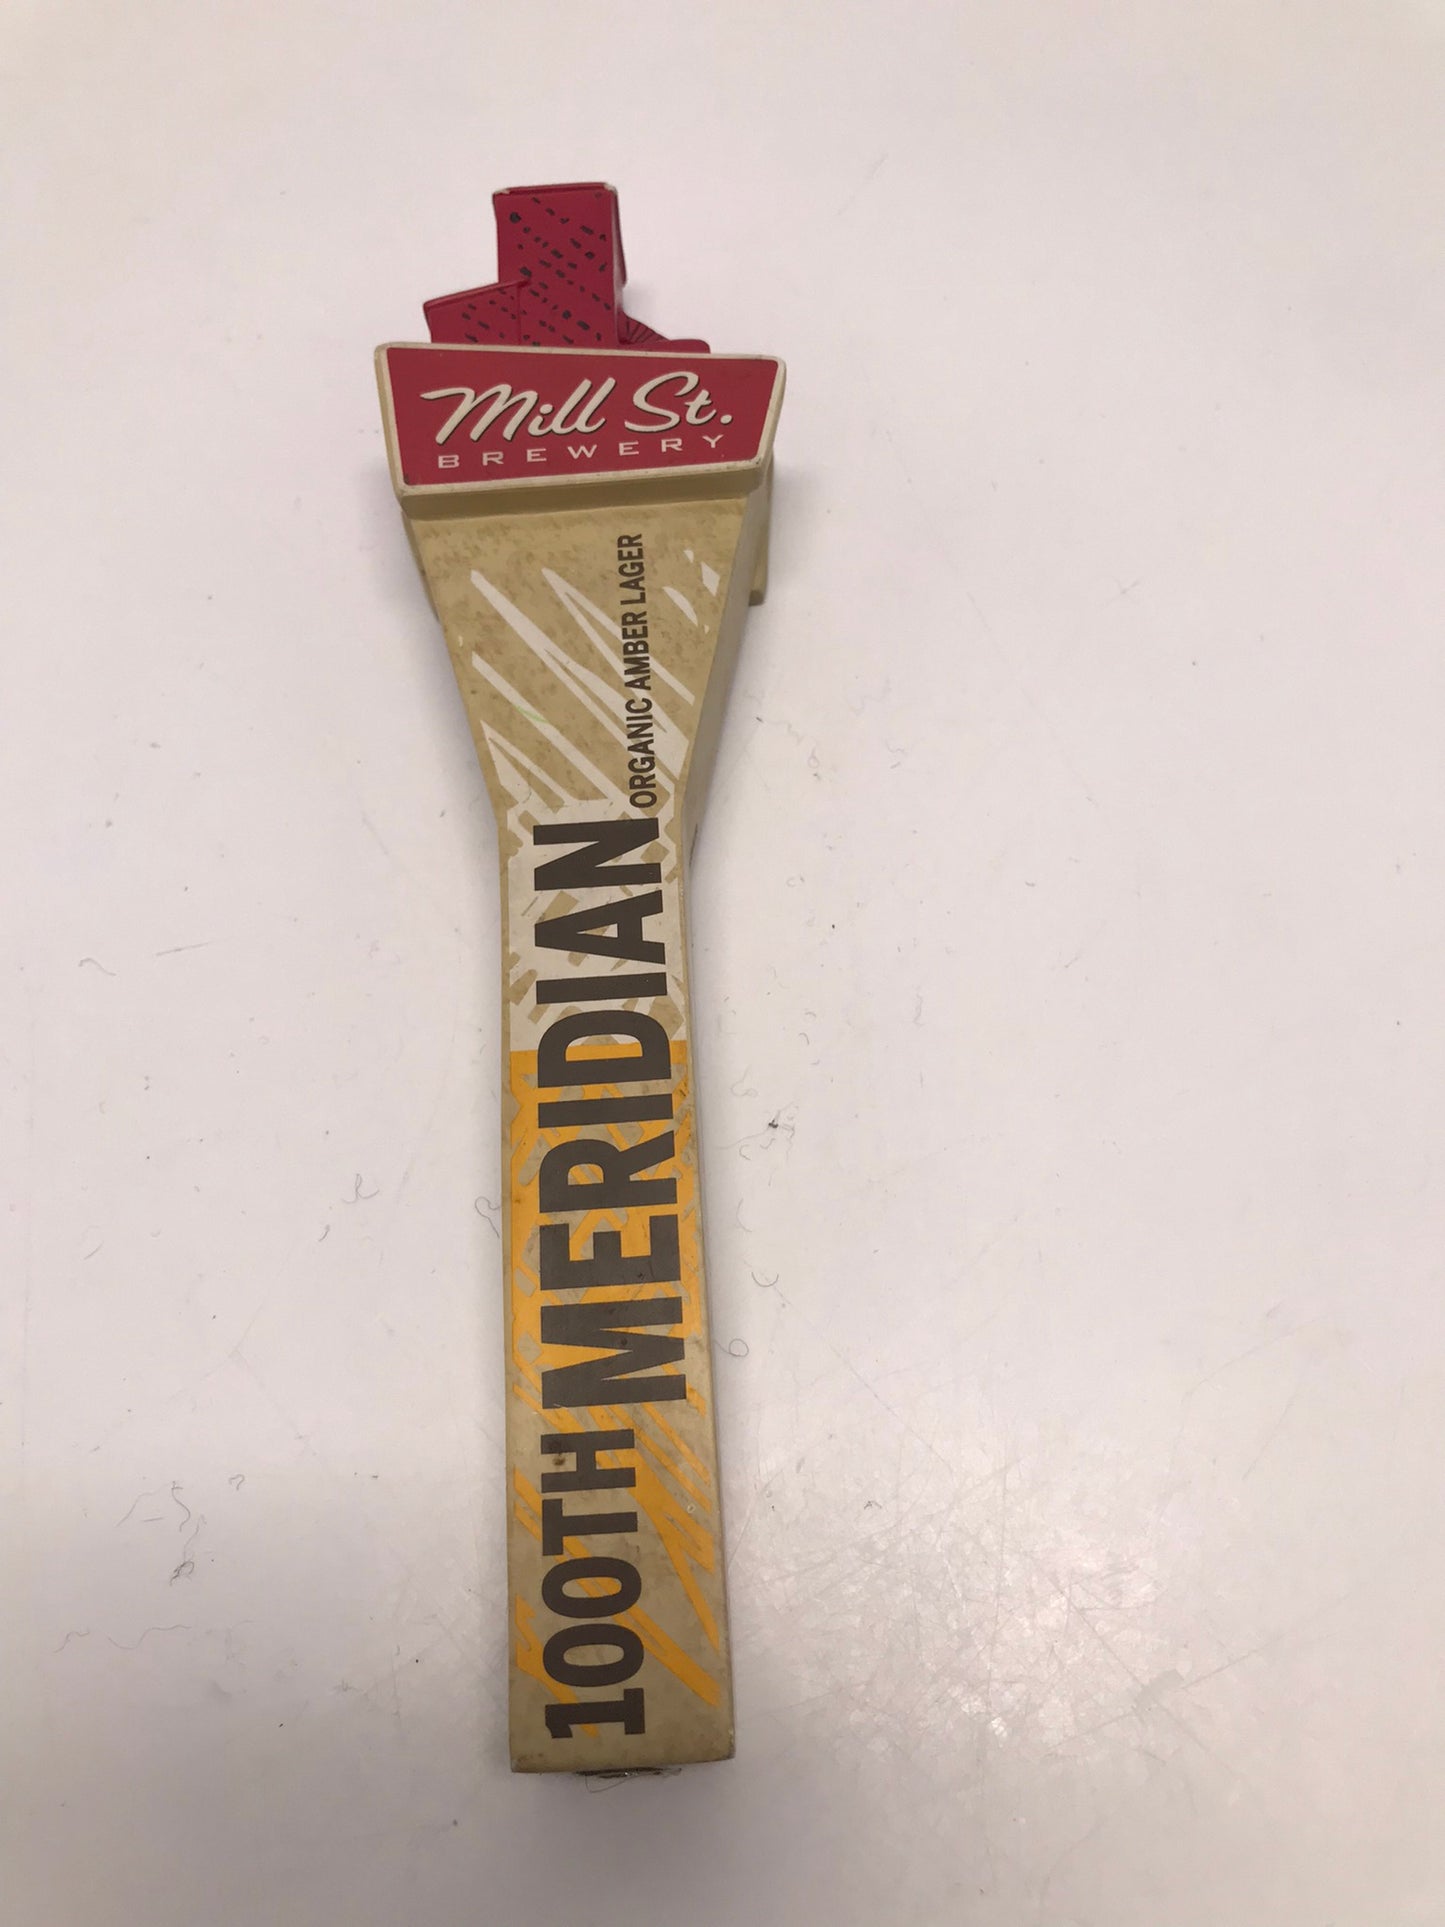 Mill St.
BREWERY
100TH MERIDIAN
ORGANIC AMBER LAGER